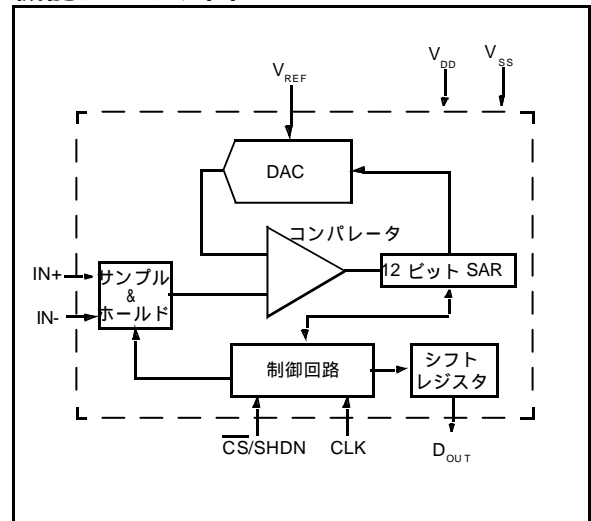 V_REF
V_DD
V_SS
DAC
コンパレータ
IN+
IN-
サンプル
&
ホールド
12 ビット SAR
制御回路
シフト
レジスタ
CS/SHDN
CLK
D_OUT